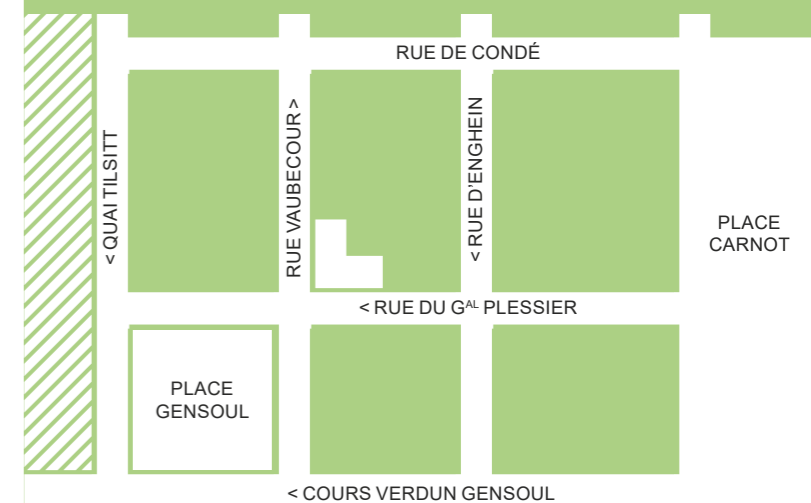 RUE DE CONDÉ
< QUAI TILSITT
RUE VAUBECOUR >
< RUE D'ENGHEIN
PLACE
CARNOT
< RUE DU GAL PLESSIER
PLACE
GENSOUL
< COURS VERDUN GENSOUL